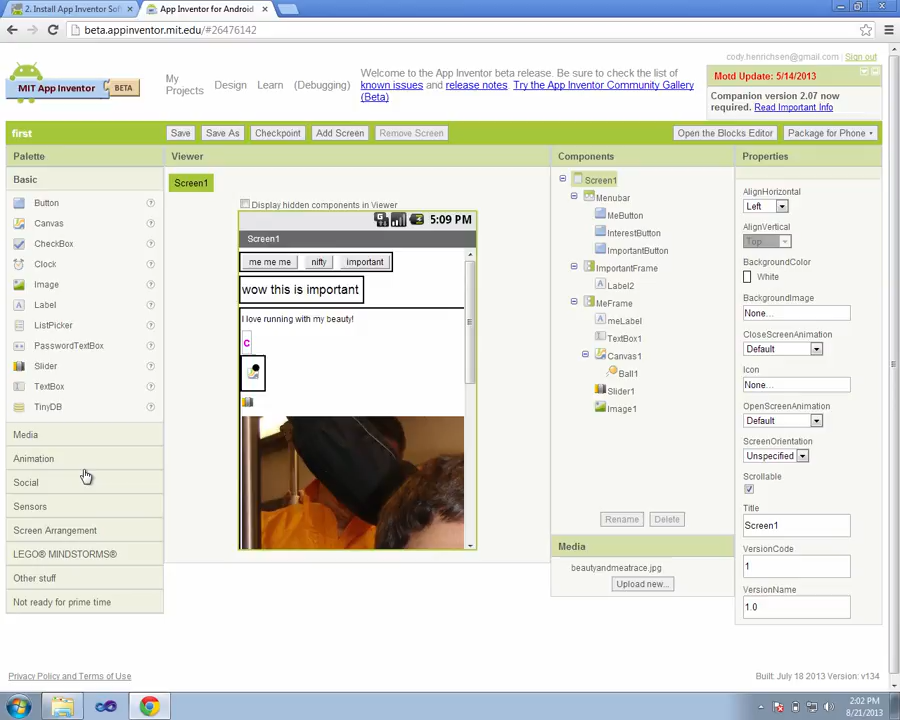 2. Install App Inventor Sof
App Inventor for Android
beta.appinventor.mit.edu/#26476142
MIT App Inventor BETA
My Projects
Design
Learn
(Debugging)
Welcome to the App Inventor beta release. Be sure to check the list of
known issues and release notes. Try the App Inventor Community Gallery
(Beta)
cody.henrichsen@gmail.com | Sign out
Motd Update: 5/14/2013
Companion version 2.07 now
required. Read Important Info
first
Save
Save As
Checkpoint
Add Screen
Remove Screen
Open the Blocks Editor
Package for Phone
Palette
Viewer
Components
Properties
Basic
Button
Canvas
CheckBox
Clock
Image
Label
ListPicker
PasswordTextBox
Slider
TextBox
TinyDB
Media
Animation
Social
Sensors
Screen Arrangement
LEGO® MINDSTORMS®
Other stuff
Not ready for prime time
Screen1
Display hidden components in Viewer
5:09 PM
Screen1
me me me
nifty
important
wow this is important
I love running with my beauty!
C
Screen1
Menubar
MeButton
InterestButton
ImportantButton
ImportantFrame
Label2
MeFrame
meLabel
TextBox1
Canvas1
Ball1
Slider1
Image1
Rename
Delete
Media
beautyandmeatrace.jpg
Upload new...
AlignHorizontal
Left
AlignVertical
Top
BackgroundColor
White
BackgroundImage
None...
CloseScreenAnimation
Default
Icon
None...
OpenScreenAnimation
Default
ScreenOrientation
Unspecified
Scrollable
Title
Screen1
VersionCode
1
VersionName
1.0
Privacy Policy and Terms of Use
Built: July 18 2013 Version: v134
2:02 PM
8/21/2013